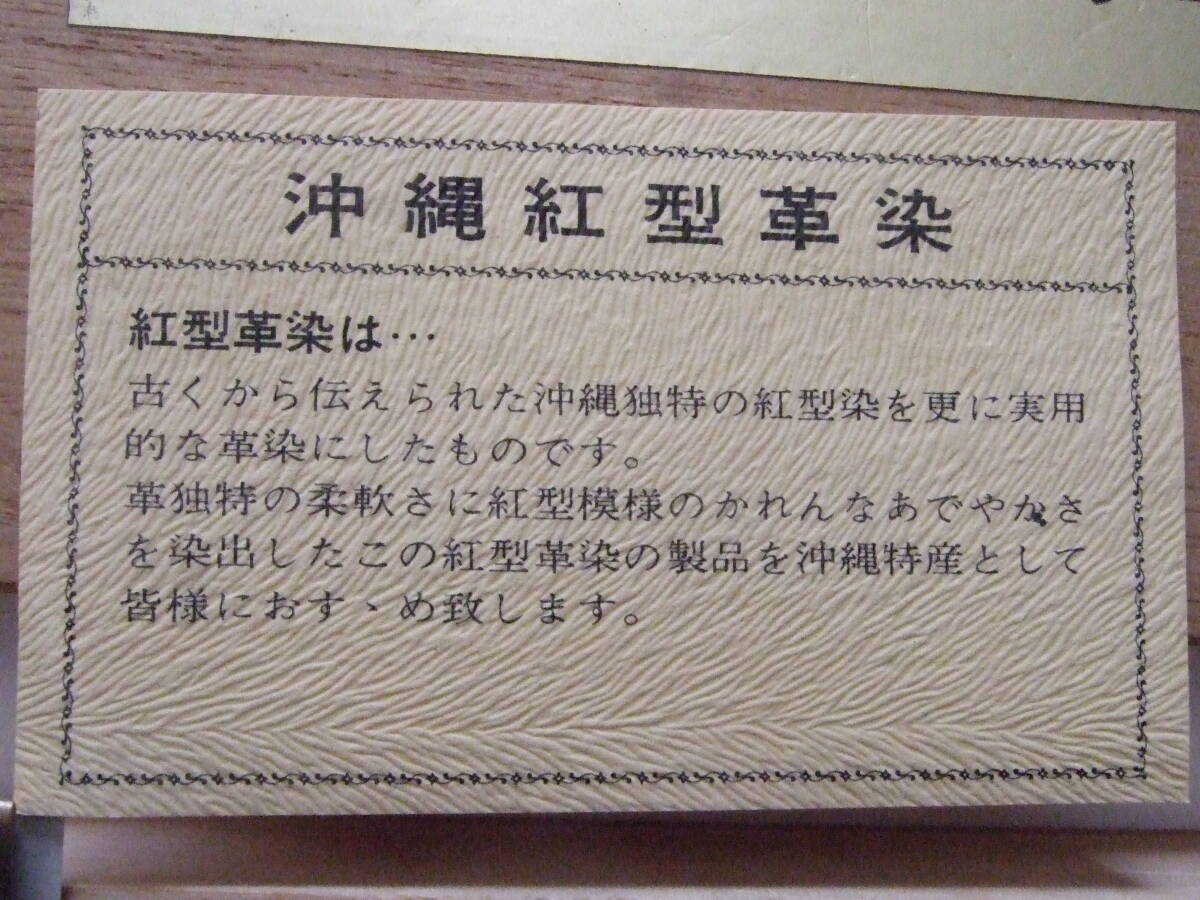 沖縄紅型革染
紅型革染は…
古くから伝えられた沖縄独特の紅型染を更に実用
的な革染にしたものです。
革独特の柔軟さに紅型模様のかれんなあでやかさ
を染出したこの紅型革染の製品を沖縄特産として
皆様におすゝめ致します。